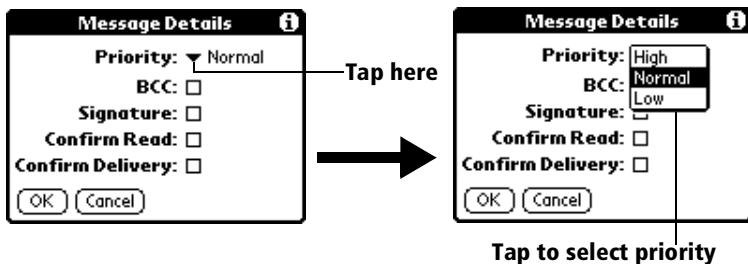 Message Details
Priority: Normal
BCC:
Signature:
Confirm Read:
Confirm Delivery:
OK Cancel
Tap here
Message Details
Priority: High
Normal
BCC:
Low
Signature:
Confirm Read:
Confirm Delivery:
OK Cancel
Tap to select priority